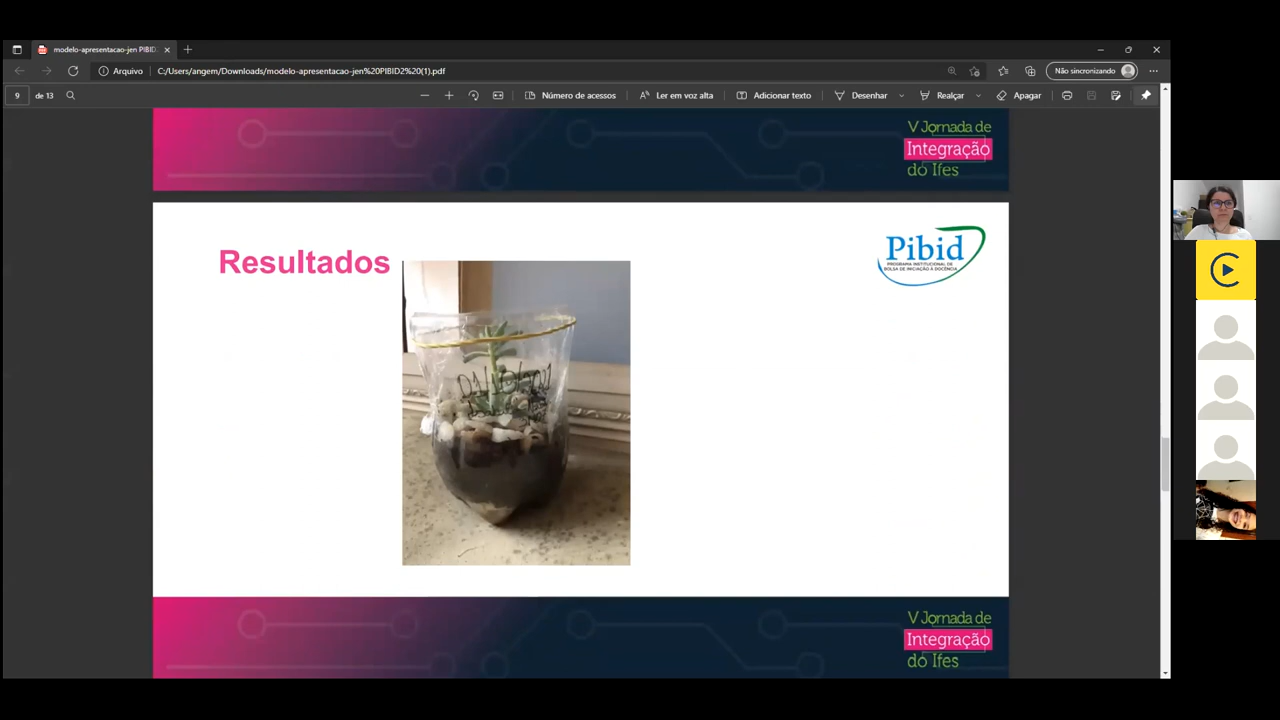 modelo-apresentacao-jen PIBID2
Arquivo
C:/Users/angem/Downloads/modelo-apresentacao-jen%20PIBID2%20(1).pdf
Não sincronizando
9
de 13
Número de acessos
Ler em voz alta
Adicionar texto
Desenhar
Realçar
Apagar
V Jornada de
Integração
do Ifes
Resultados
Pibid
PROGRAMA INSTITUCIONAL DE
BOLSA DE INICIAÇÃO À DOCÊNCIA
V Jornada de
Integração
do Ifes